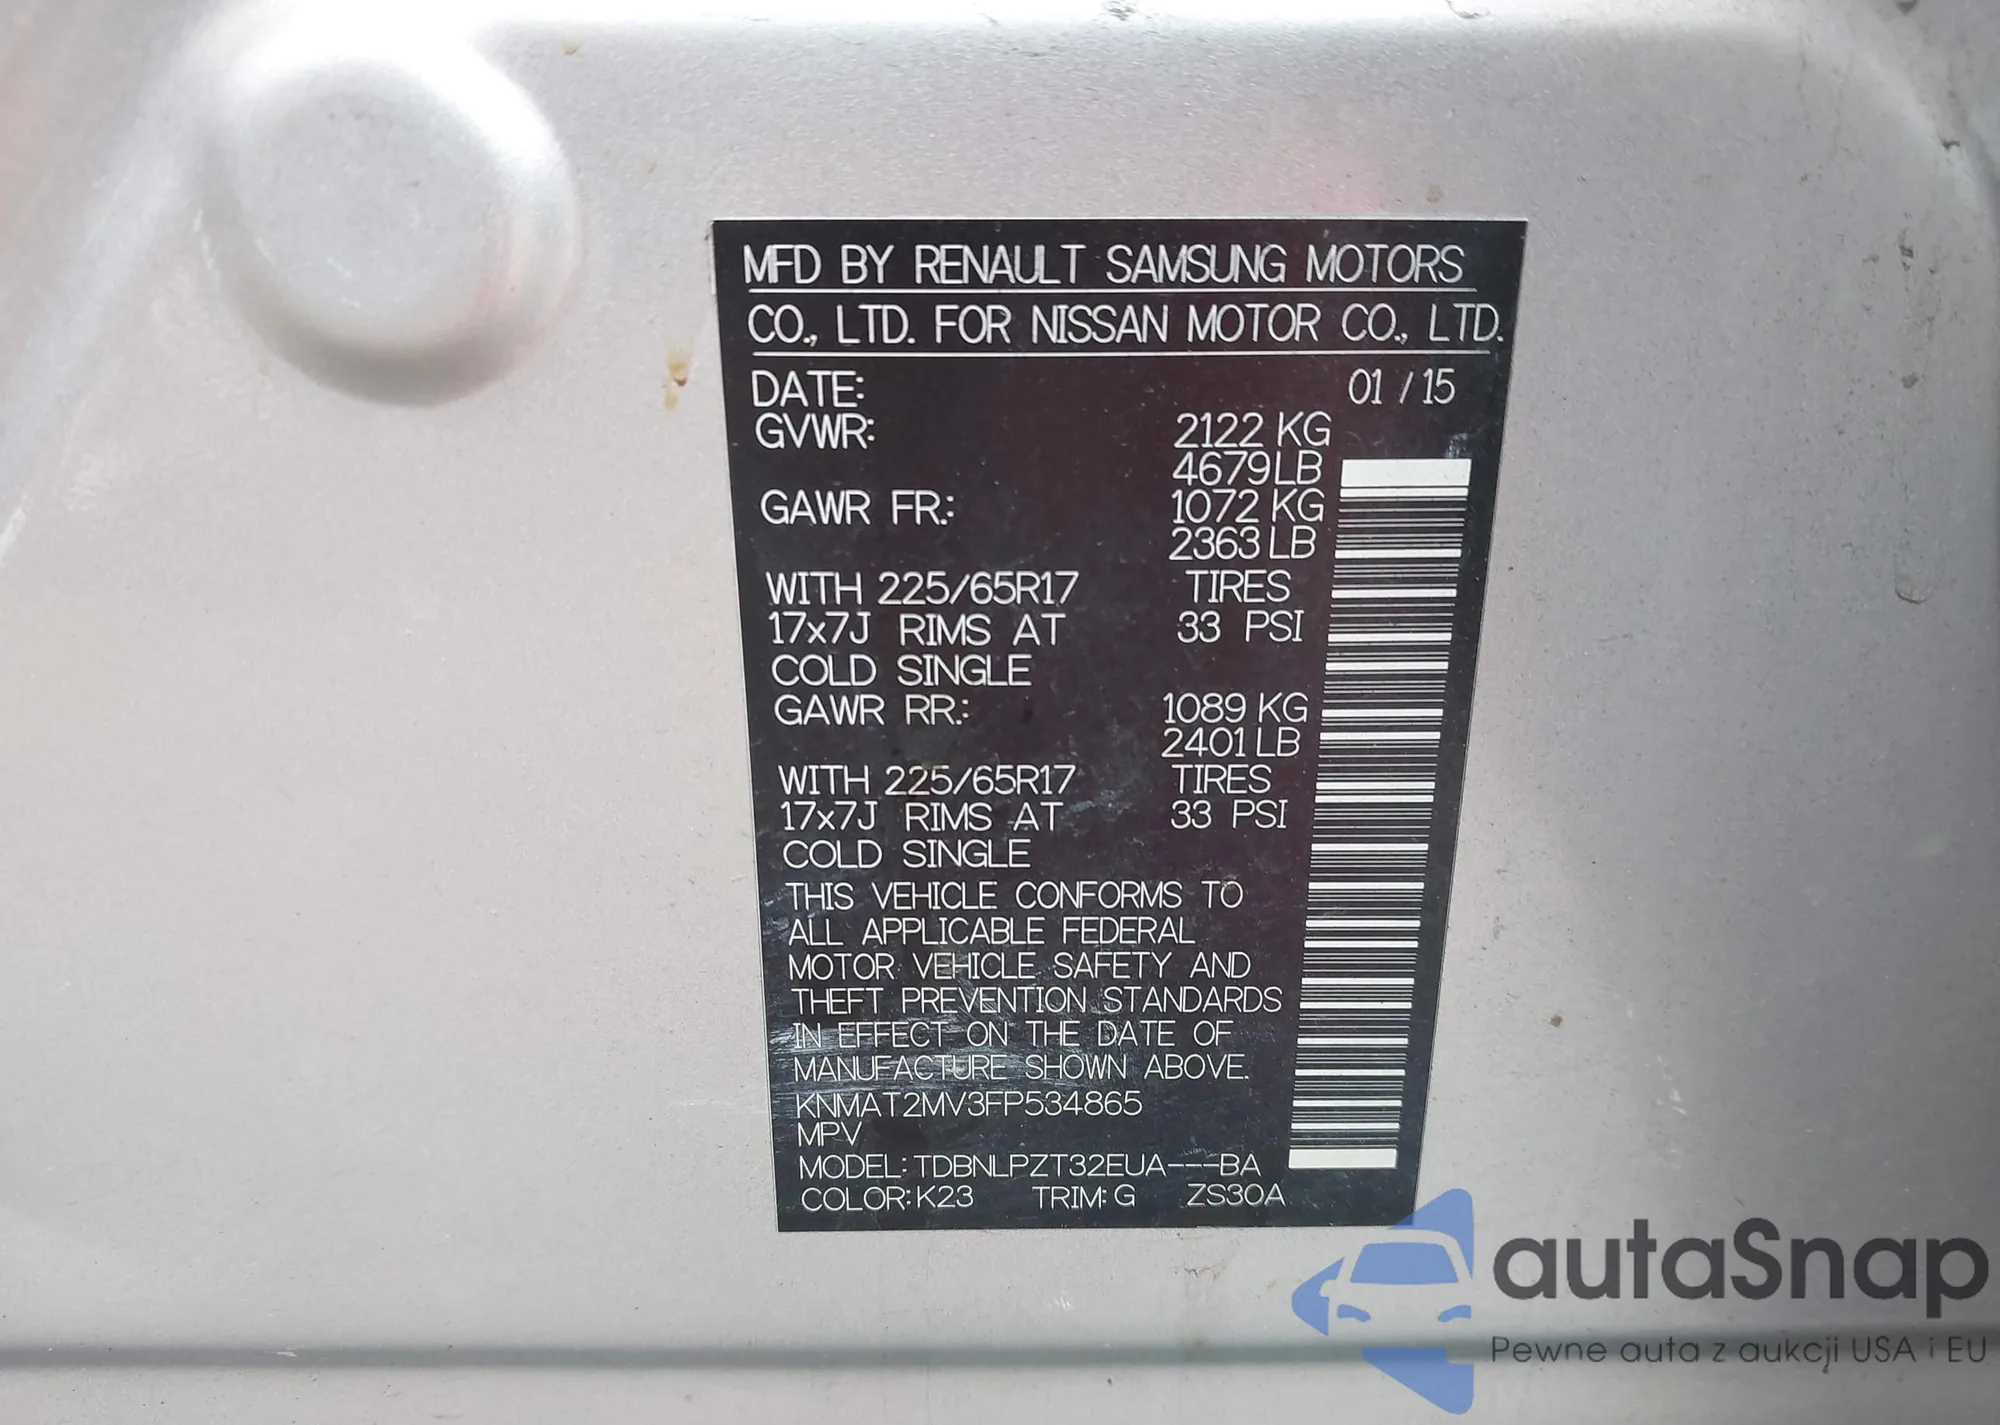 MFD BY RENAULT SAMSUNG MOTORS
CO., LTD. FOR NISSAN MOTOR CO., LTD.
DATE: 01 / 15
GVWR: 2122 KG
4679 LB
GAWR FR.: 1072 KG
2363 LB
WITH 225/65R17 TIRES
17x7J RIMS AT 33 PSI
COLD SINGLE
GAWR RR.: 1089 KG
2401 LB
WITH 225/65R17 TIRES
17x7J RIMS AT 33 PSI
COLD SINGLE
THIS VEHICLE CONFORMS TO
ALL APPLICABLE FEDERAL
MOTOR VEHICLE SAFETY AND
THEFT PREVENTION STANDARDS
IN EFFECT ON THE DATE OF
MANUFACTURE SHOWN ABOVE.
KNMAT2MV3FP534865
MPV
MODEL: TDBNLPZT32EUA---BA
COLOR: K23 TRIM: G ZS30A
autaSnap
Pewne auta z aukcji USA i EU